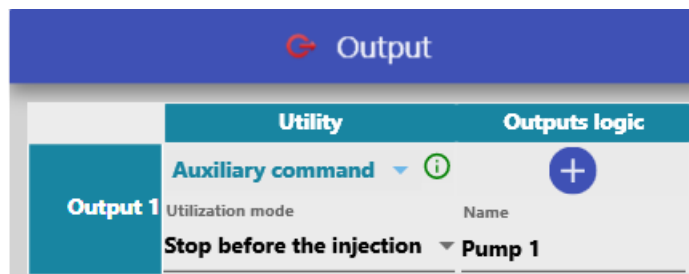 Output
Utility Outputs logic
Auxiliary command
Output 1 Utilization mode Name
Stop before the injection Pump 1